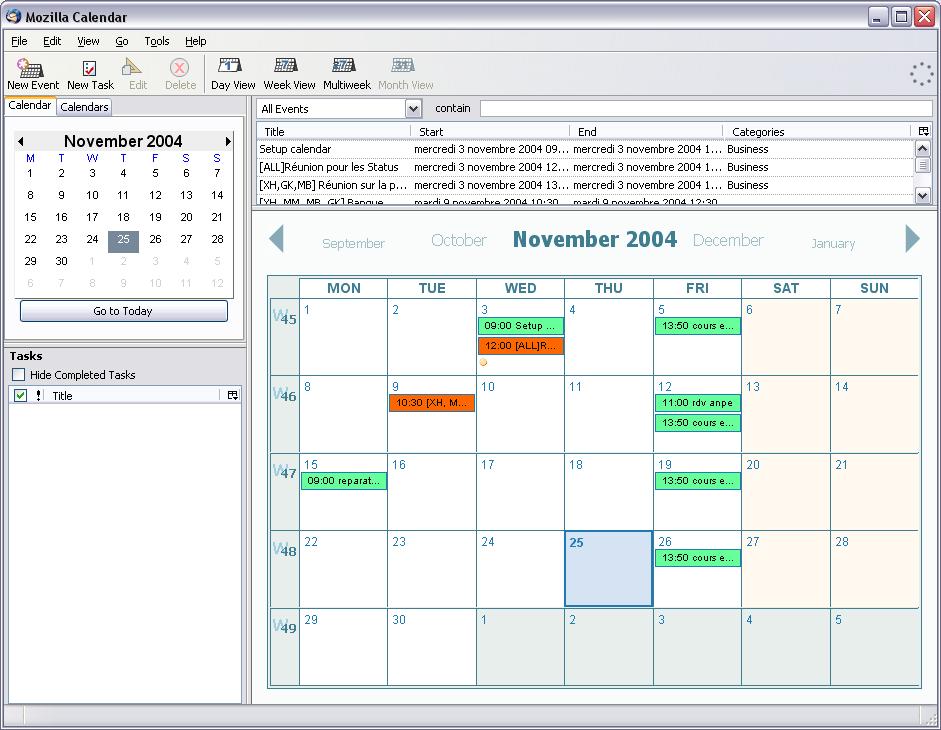 Mozilla Calendar
File Edit View Go Tools Help
New Event New Task Edit Delete Day View Week View Multiweek Month View
Calendar Calendars
November 2004
M T W T F S S
1 2 3 4 5 6 7
8 9 10 11 12 13 14
15 16 17 18 19 20 21
22 23 24 25 26 27 28
29 30 1 2 3 4 5
6 7 8 9 10 11 12
Go to Today
Tasks
Hide Completed Tasks
! Title
All Events contain
Title Start End Categories
Setup calendar mercredi 3 novembre 2004 09... mercredi 3 novembre 2004 1... Business
[ALL]Réunion pour les Status mercredi 3 novembre 2004 12... mercredi 3 novembre 2004 1... Business
[XH,GK,MB] Réunion sur la p... mercredi 3 novembre 2004 13... mercredi 3 novembre 2004 1... Business
[XH, MM, MB, GK] Banque mardi 9 novembre 2004 10:30 mardi 9 novembre 2004 12:30
September October November 2004 December January
MON TUE WED THU FRI SAT SUN
W45 1 2 3 4 5 6 7
09:00 Setup ... 13:50 cours e...
12:00 [ALL]R...
W46 8 9 10 11 12 13 14
10:30 [XH, M... 11:00 rdv anpe
13:50 cours e...
W47 15 16 17 18 19 20 21
09:00 reparat... 13:50 cours e...
W48 22 23 24 25 26 27 28
13:50 cours e...
W49 29 30 1 2 3 4 5